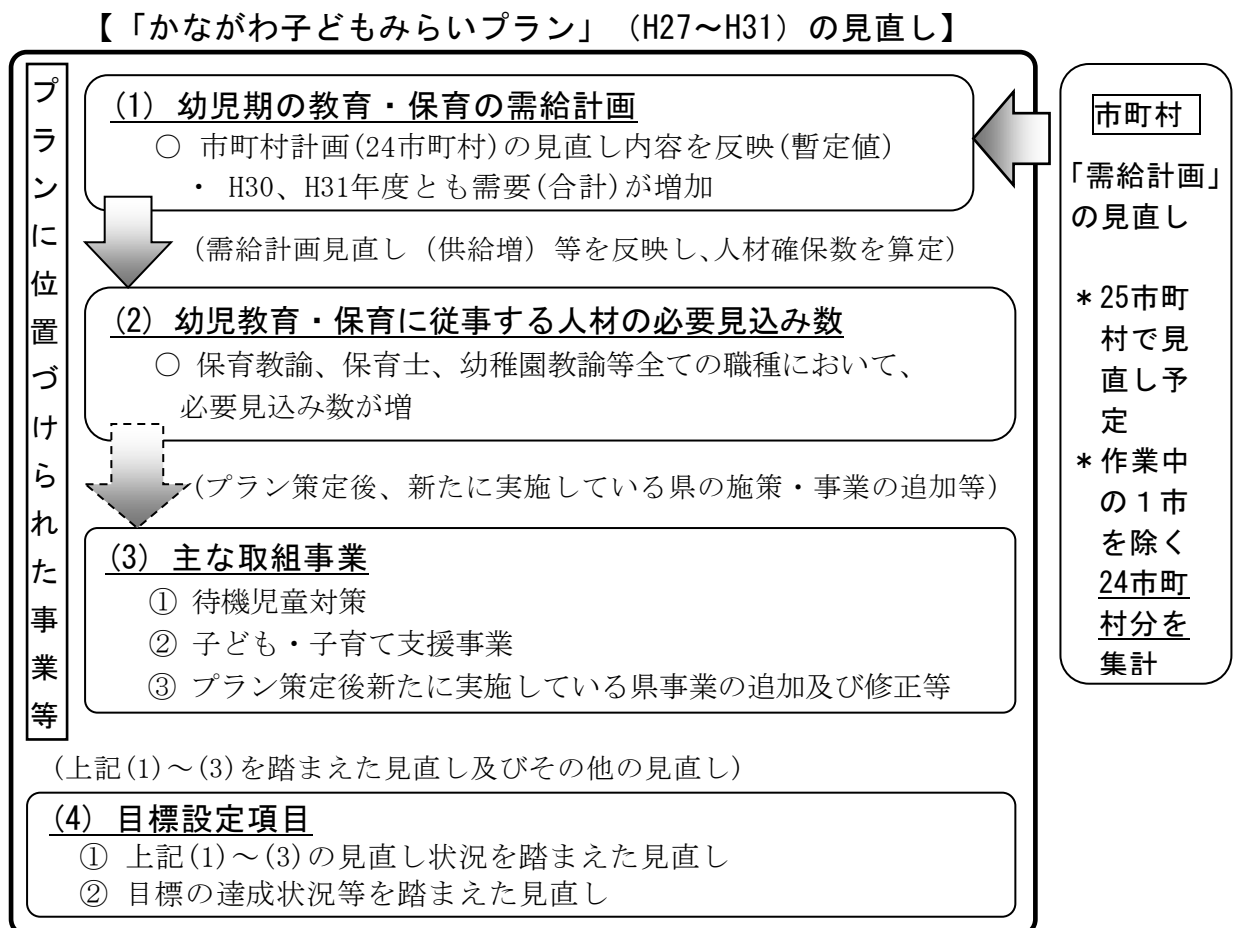 【「かながわ子どもみらいプラン」（H27～H31）の見直し】
プランに位置づけられた事業等
(1) 幼児期の教育・保育の需給計画
○ 市町村計画(24市町村)の見直し内容を反映(暫定値)
・ H30、H31年度とも需要(合計)が増加
(需給計画見直し（供給増）等を反映し、人材確保数を算定)
(2) 幼児教育・保育に従事する人材の必要見込み数
○ 保育教諭、保育士、幼稚園教諭等全ての職種において、
必要見込み数が増
(プラン策定後、新たに実施している県の施策・事業の追加等)
(3) 主な取組事業
① 待機児童対策
② 子ども・子育て支援事業
③ プラン策定後新たに実施している県事業の追加及び修正等
(上記(1)～(3)を踏まえた見直し及びその他の見直し)
(4) 目標設定項目
① 上記(1)～(3)の見直し状況を踏まえた見直し
② 目標の達成状況等を踏まえた見直し
市町村
「需給計画」
の見直し
＊25市町
村で見
直し予
定
＊作業中
の１市
を除く
24市町
村分を
集計